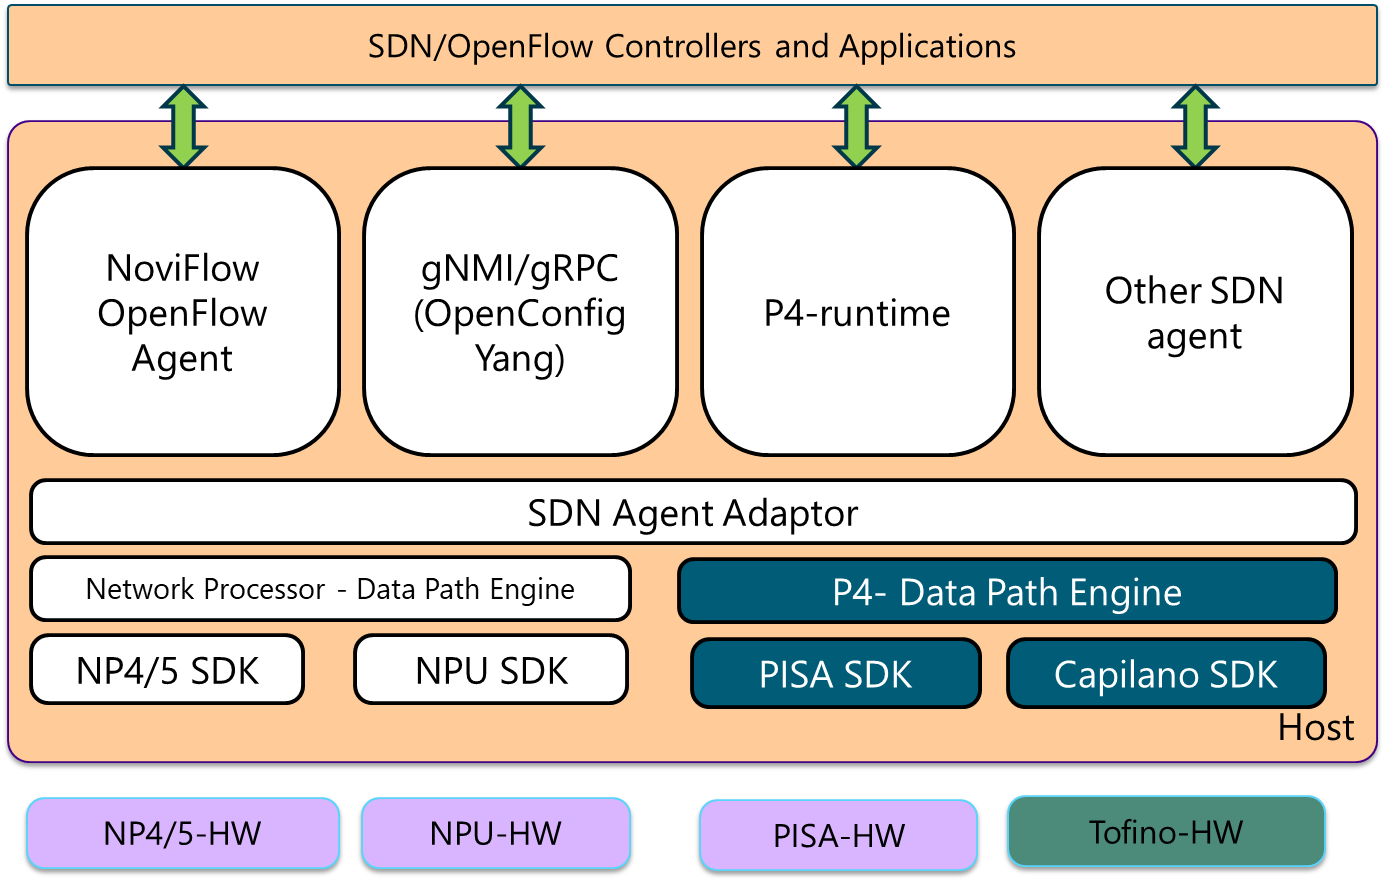 SDN/OpenFlow Controllers and Applications
NoviFlow
OpenFlow
Agent
gNMI/gRPC
(OpenConfig
Yang)
P4-runtime
Other SDN
agent
SDN Agent Adaptor
Network Processor - Data Path Engine
P4- Data Path Engine
NP4/5 SDK
NPU SDK
PISA SDK
Capilano SDK
Host
NP4/5-HW
NPU-HW
PISA-HW
Tofino-HW